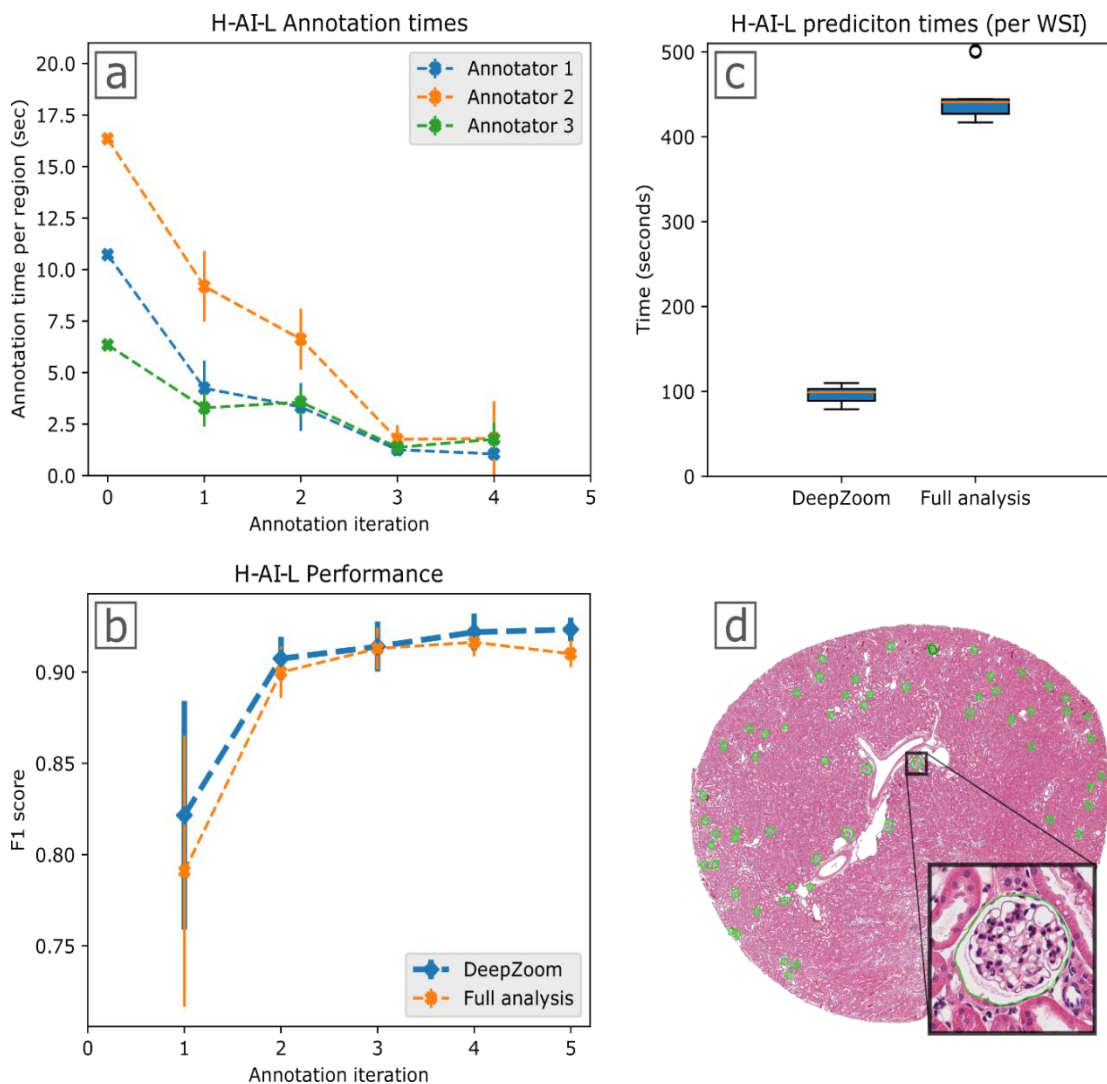 H-AI-L Annotation times
a
20.0
17.5
15.0
12.5
10.0
7.5
5.0
2.5
0.0
Annotation time per region (sec)
Annotator 1
Annotator 2
Annotator 3
0 1 2 3 4 5
Annotation iteration
H-AI-L prediciton times (per WSI)
c
500
400
300
200
100
0
Time (seconds)
DeepZoom Full analysis
H-AI-L Performance
b
0.90
0.85
0.80
0.75
F1 score
DeepZoom
Full analysis
0 1 2 3 4 5
Annotation iteration
d